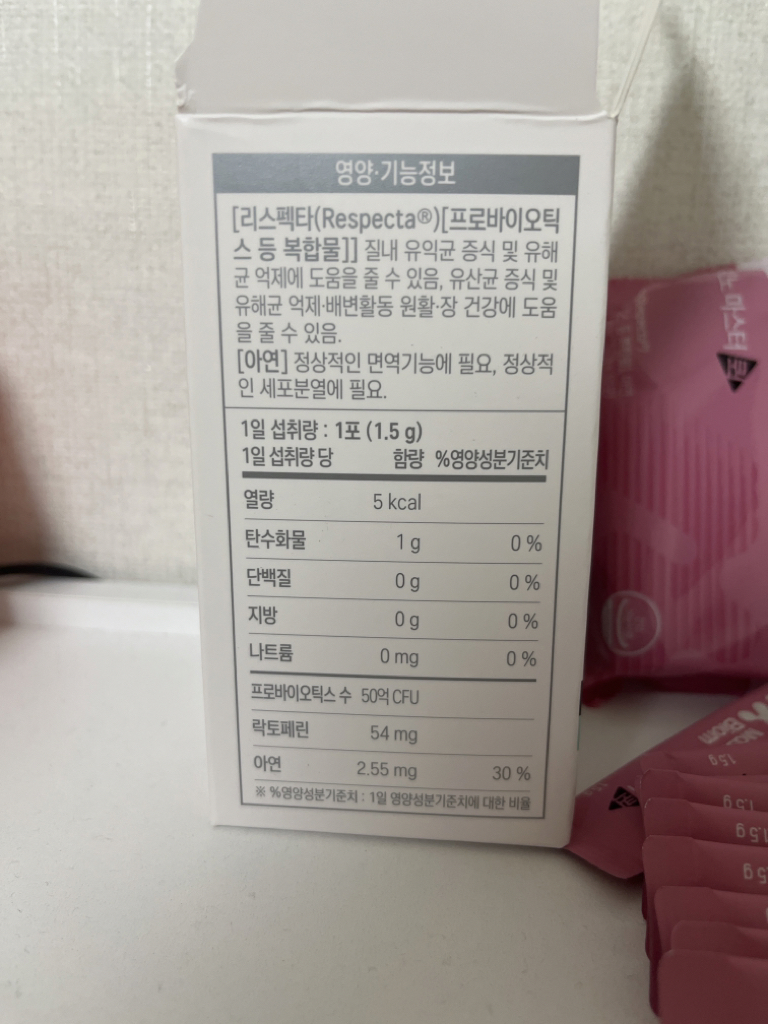 영양·기능정보
[리스펙타(Respecta®)[프로바이오틱
스 등 복합물]] 질내 유익균 증식 및 유해
균 억제에 도움을 줄 수 있음, 유산균 증식 및
유해균 억제·배변활동 원활·장 건강에 도움
을 줄 수 있음.
[아연] 정상적인 면역기능에 필요, 정상적
인 세포분열에 필요.
1일 섭취량 : 1포 (1.5 g)
1일 섭취량 당 함량 %영양성분기준치
열량 5 kcal
탄수화물 1 g 0 %
단백질 0 g 0 %
지방 0 g 0 %
나트륨 0 mg 0 %
프로바이오틱스 수 50억 CFU
락토페린 54 mg
아연 2.55 mg 30 %
※ %영양성분기준치 : 1일 영양성분기준치에 대한 비율
1.5g
1.5g
1.5g